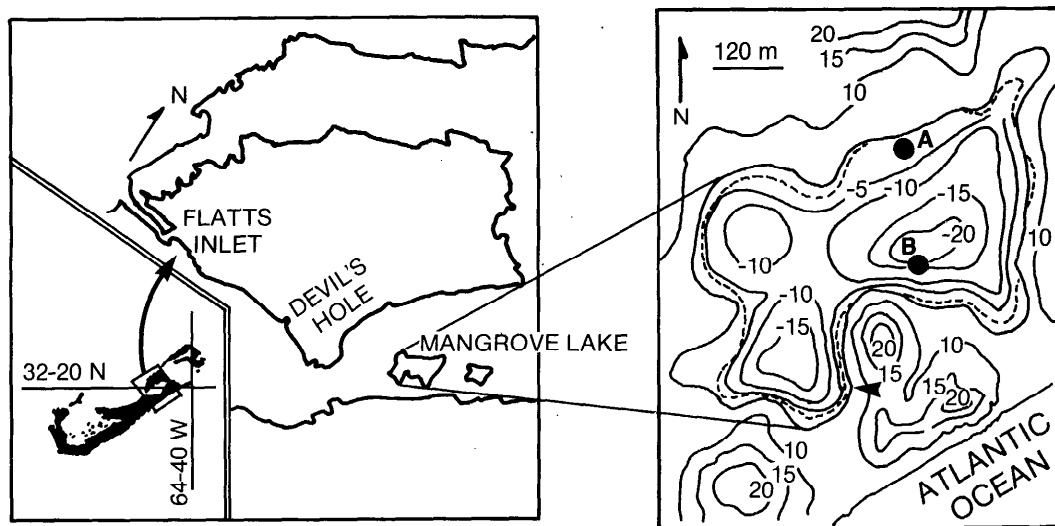 N
FLATTS
INLET
DEVIL'S
HOLE
MANGROVE LAKE
32-20 N
64-40 W
120 m
N
20
15
10
A
-5
-10
-15
-20
B
10
-10
-10
-15
20
15
10
15
20
10
15
20
ATLANTIC
OCEAN